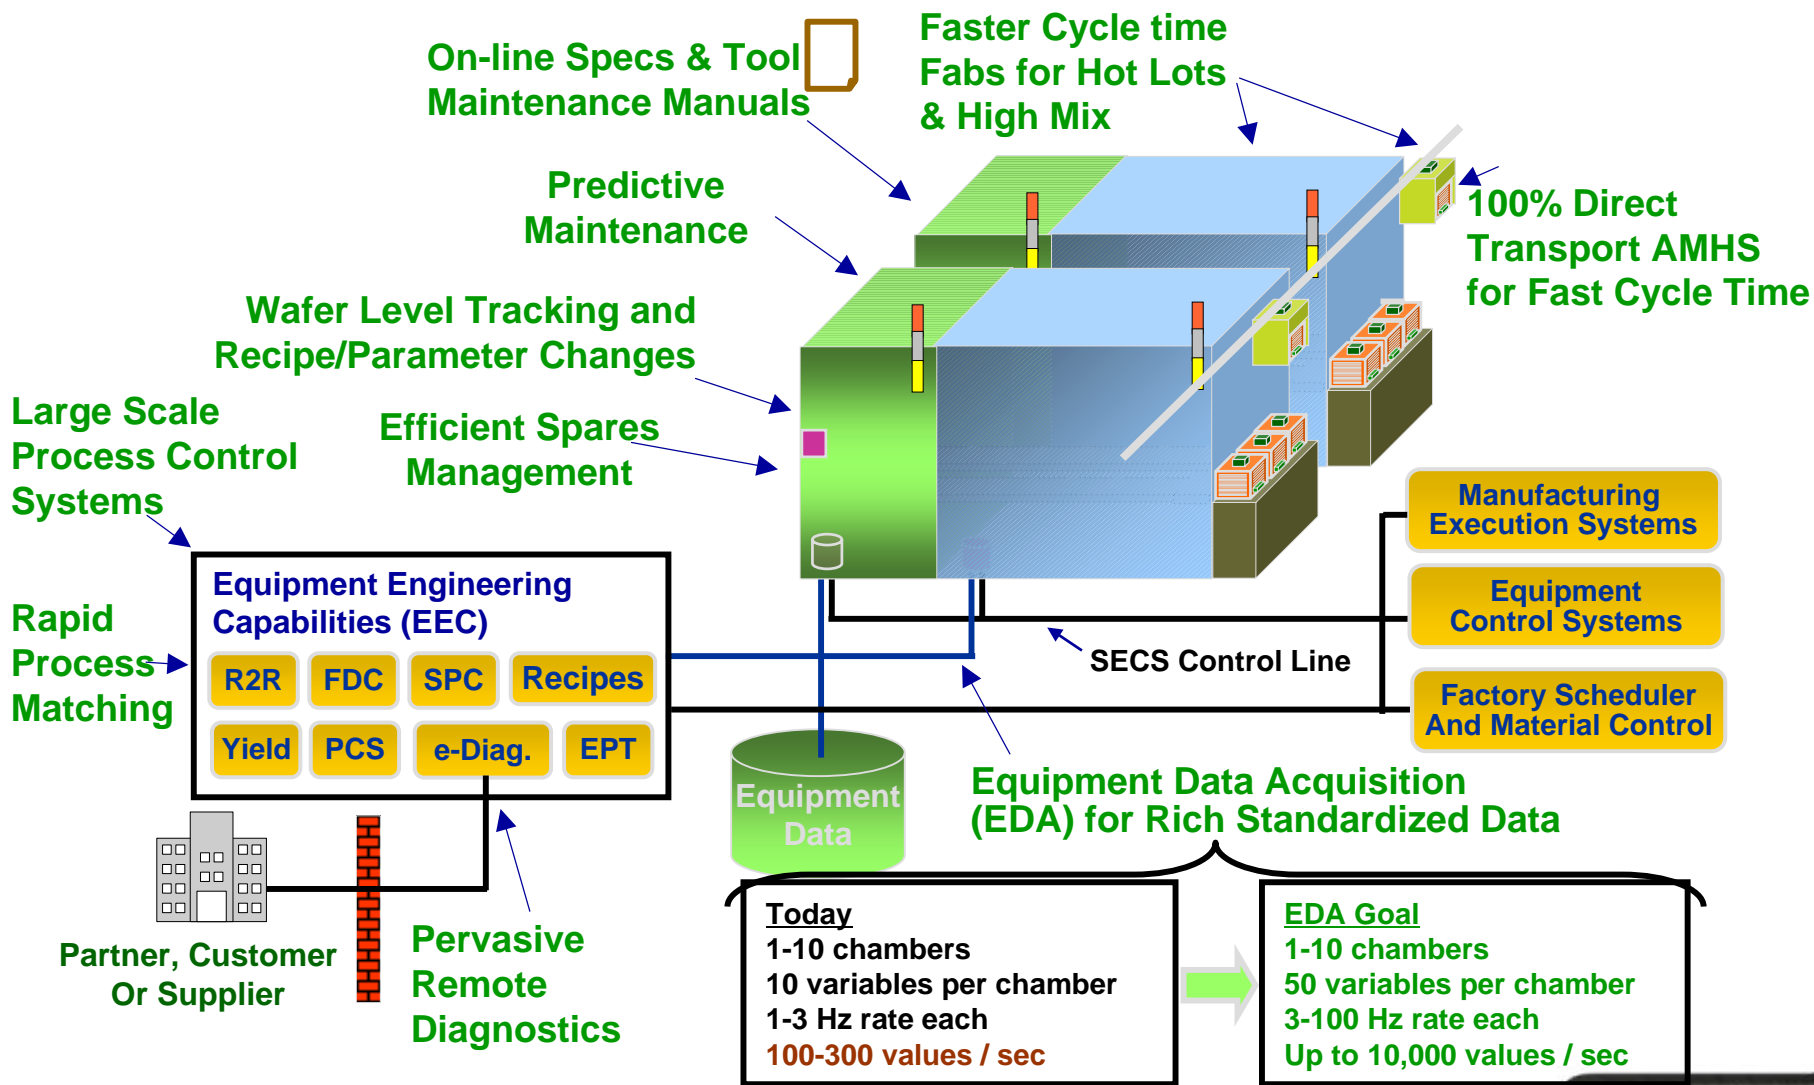 On-line Specs & Tool
Maintenance Manuals
Faster Cycle time
Fabs for Hot Lots
& High Mix
Predictive
Maintenance
100% Direct
Transport AMHS
for Fast Cycle Time
Wafer Level Tracking and
Recipe/Parameter Changes
Large Scale
Process Control
Systems
Efficient Spares
Management
Manufacturing
Execution Systems
Equipment Engineering
Capabilities (EEC)
Equipment
Control Systems
Rapid
Process
Matching
R2R
FDC
SPC
Recipes
SECS Control Line
Factory Scheduler
And Material Control
Yield
PCS
e-Diag.
EPT
Equipment
Data
Equipment Data Acquisition
(EDA) for Rich Standardized Data
Partner, Customer
Or Supplier
Pervasive
Remote
Diagnostics
Today
1-10 chambers
10 variables per chamber
1-3 Hz rate each
100-300 values / sec
EDA Goal
1-10 chambers
50 variables per chamber
3-100 Hz rate each
Up to 10,000 values / sec